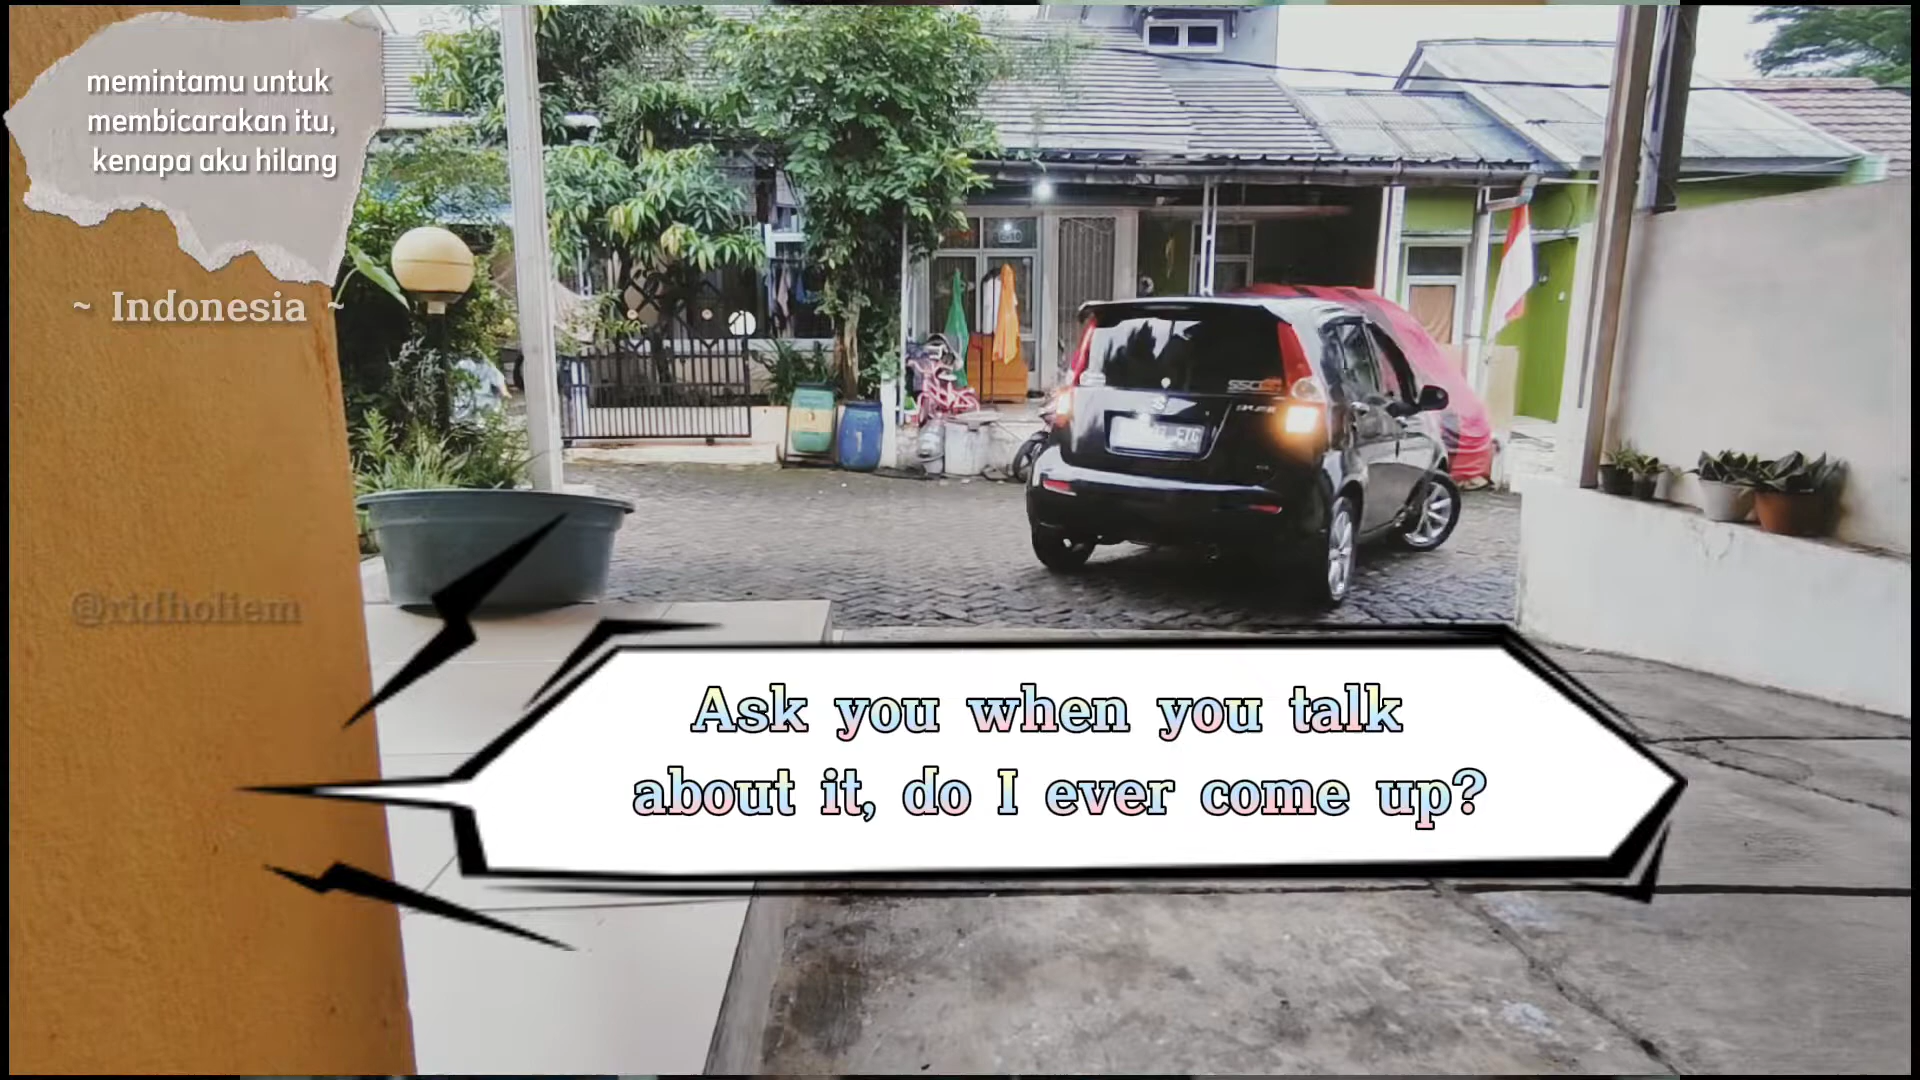 memintamu untuk
membicarakan itu,
kenapa aku hilang
~ Indonesia ~
@ridholiem
Ask you when you talk
about it, do I ever come up?